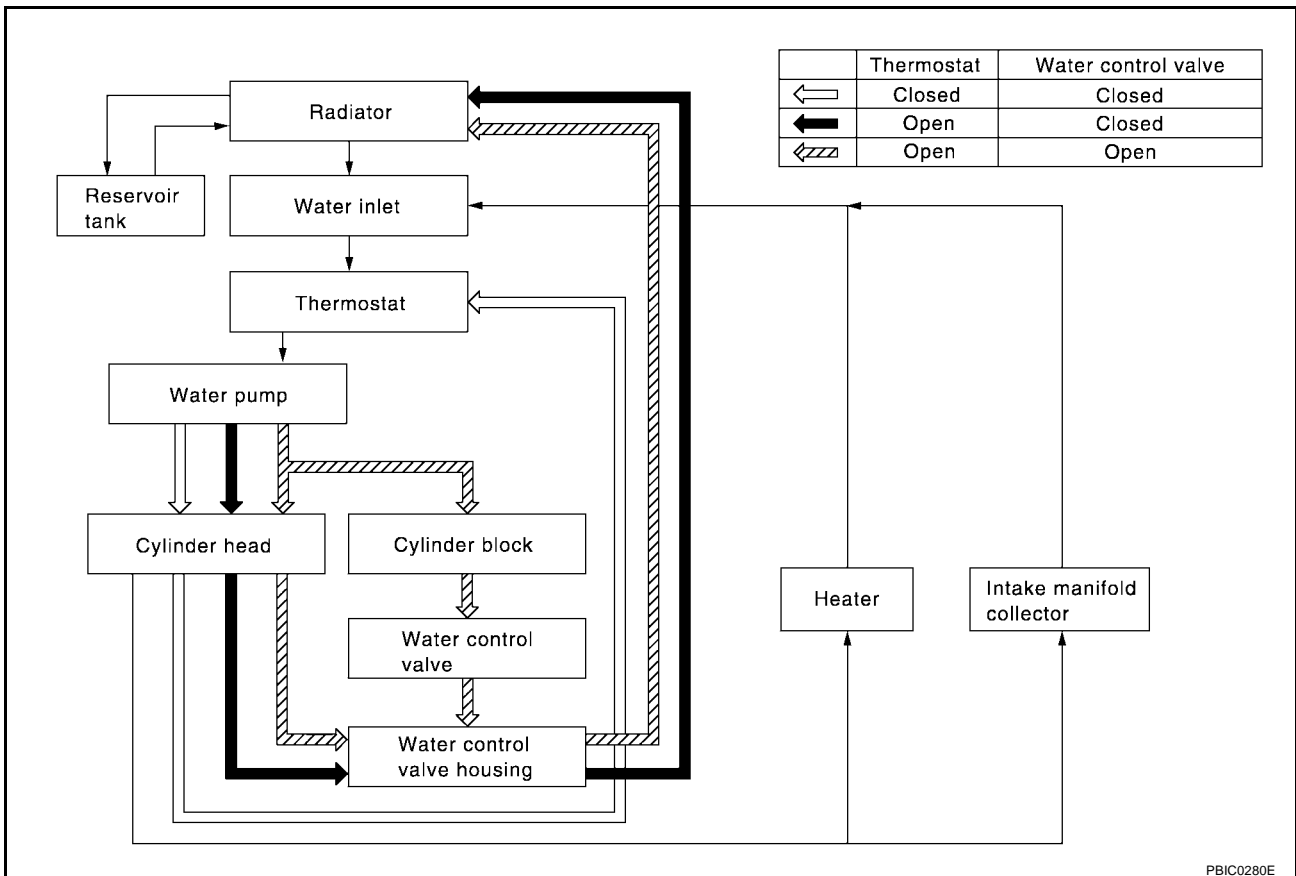 Thermostat Water control valve
Closed Closed
Open Closed
Open Open
Radiator
Reservoir
tank
Water inlet
Thermostat
Water pump
Cylinder head
Cylinder block
Water control
valve
Water control
valve housing
Heater
Intake manifold
collector
PBIC0280E